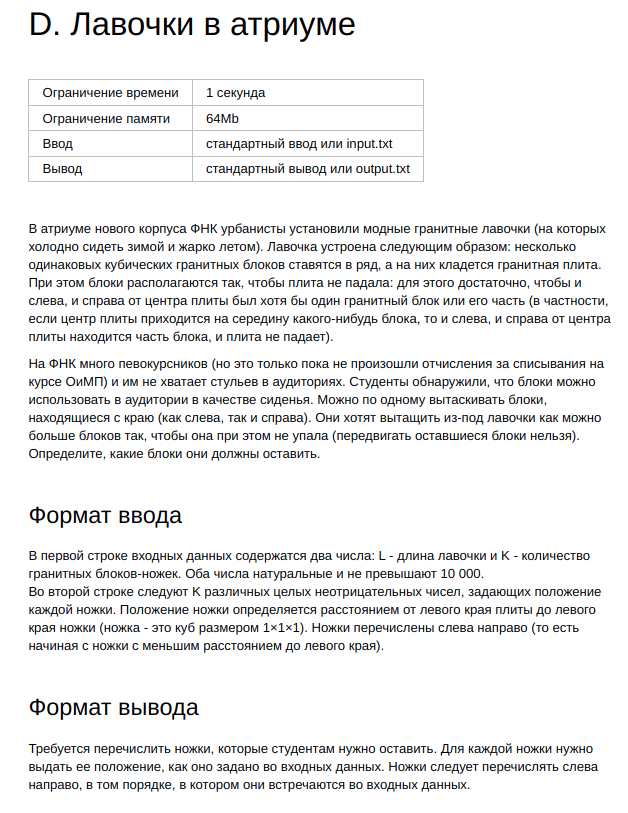 D. Лавочки в атриуме
Ограничение времени 1 секунда
Ограничение памяти 64Mb
Ввод стандартный ввод или input.txt
Вывод стандартный вывод или output.txt
В атриуме нового корпуса ФНК урбанисты установили модные гранитные лавочки (на которых
холодно сидеть зимой и жарко летом). Лавочка устроена следующим образом: несколько
одинаковых кубических гранитных блоков ставятся в ряд, а на них кладется гранитная плита.
При этом блоки располагаются так, чтобы плита не падала: для этого достаточно, чтобы и
слева, и справа от центра плиты был хотя бы один гранитный блок или его часть (в частности,
если центр плиты приходится на середину какого-нибудь блока, то и слева, и справа от центра
плиты находится часть блока, и плита не падает).
На ФНК много певокурсников (но это только пока не произошли отчисления за списывания на
курсе ОиМП) и им не хватает стульев в аудиториях. Студенты обнаружили, что блоки можно
использовать в аудитории в качестве сиденья. Можно по одному вытаскивать блоки,
находящиеся с краю (как слева, так и справа). Они хотят вытащить из-под лавочки как можно
больше блоков так, чтобы она при этом не упала (передвигать оставшиеся блоки нельзя).
Определите, какие блоки они должны оставить.
Формат ввода
В первой строке входных данных содержатся два числа: L - длина лавочки и K - количество
гранитных блоков-ножек. Оба числа натуральные и не превышают 10 000.
Во второй строке следуют K различных целых неотрицательных чисел, задающих положение
каждой ножки. Положение ножки определяется расстоянием от левого края плиты до левого
края ножки (ножка - это куб размером 1×1×1). Ножки перечислены слева направо (то есть
начиная с ножки с меньшим расстоянием до левого края).
Формат вывода
Требуется перечислить ножки, которые студентам нужно оставить. Для каждой ножки нужно
выдать ее положение, как оно задано во входных данных. Ножки следует перечислять слева
направо, в том порядке, в котором они встречаются во входных данных.